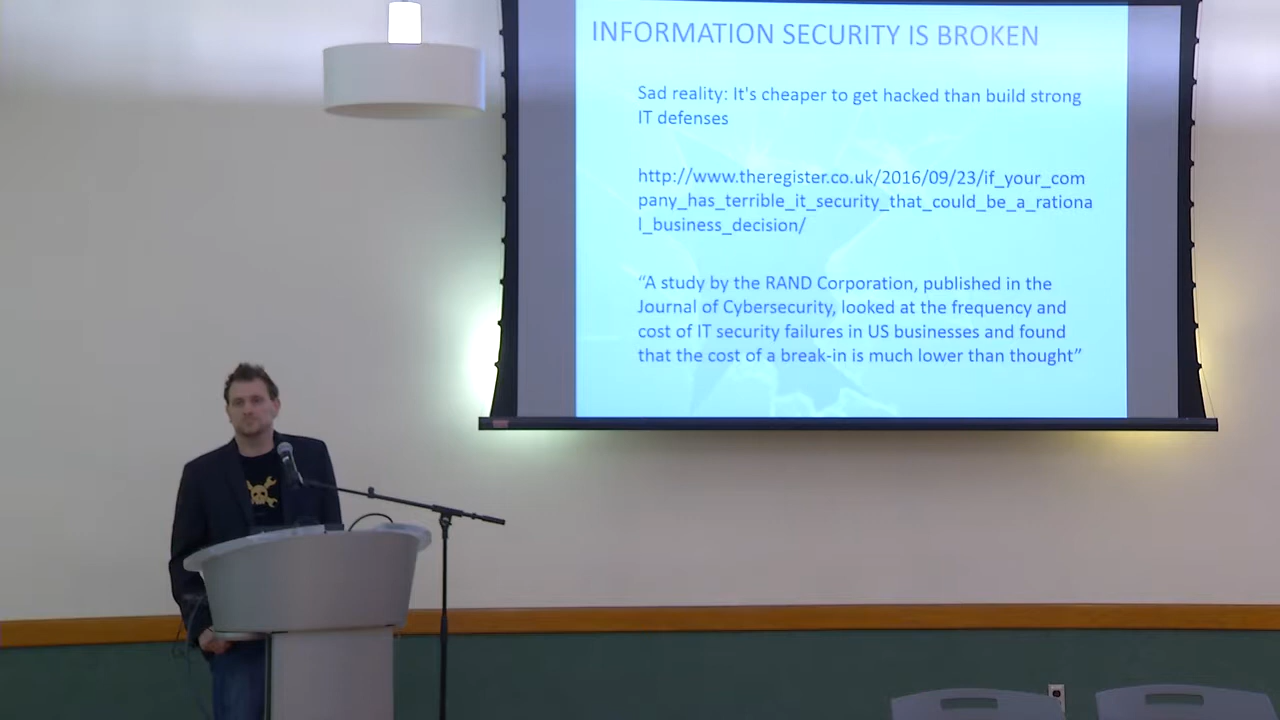 INFORMATION SECURITY IS BROKEN
Sad reality: It's cheaper to get hacked than build strong
IT defenses
http://www.theregister.co.uk/2016/09/23/if_your_com
pany_has_terrible_it_security_that_could_be_a_rationa
l_business_decision/
“A study by the RAND Corporation, published in the
Journal of Cybersecurity, looked at the frequency and
cost of IT security failures in US businesses and found
that the cost of a break-in is much lower than thought”